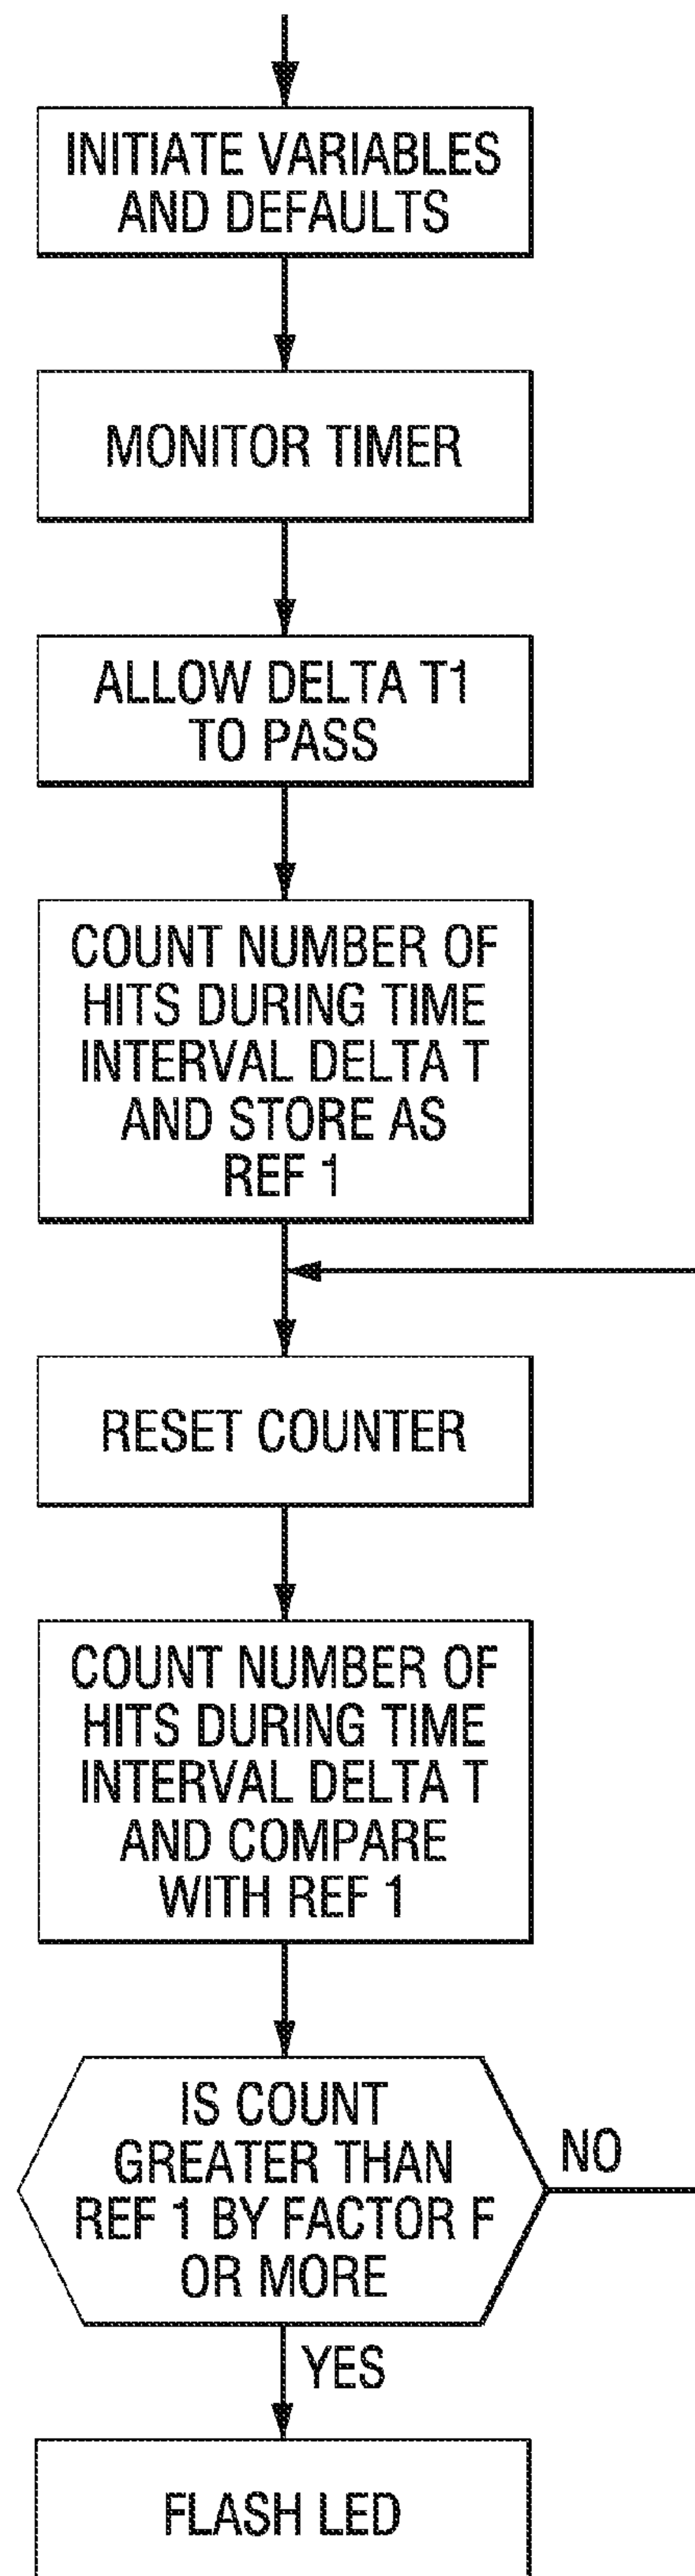 INITIATE VARIABLES
AND DEFAULTS
MONITOR TIMER
ALLOW DELTA T1
TO PASS
COUNT NUMBER OF
HITS DURING TIME
INTERVAL DELTA T
AND STORE AS
REF 1
RESET COUNTER
COUNT NUMBER OF
HITS DURING TIME
INTERVAL DELTA T
AND COMPARE
WITH REF 1
IS COUNT
GREATER THAN
REF 1 BY FACTOR F
OR MORE
NO
YES
FLASH LED